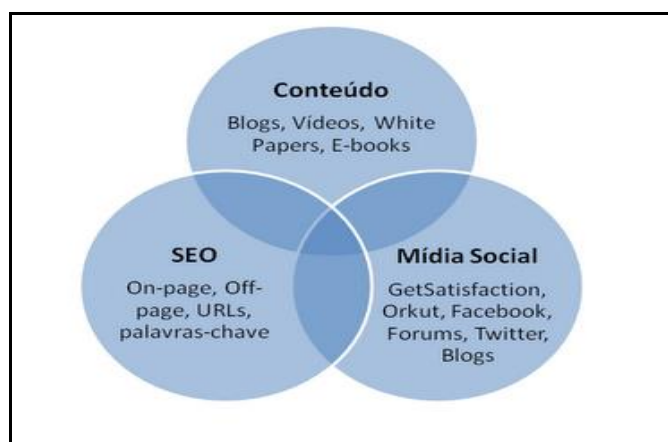 Conteúdo
Blogs, Vídeos, White
Papers, E-books
SEO
On-page, Off-
page, URLs,
palavras-chave
Mídia Social
GetSatisfaction,
Orkut, Facebook,
Forums, Twitter,
Blogs